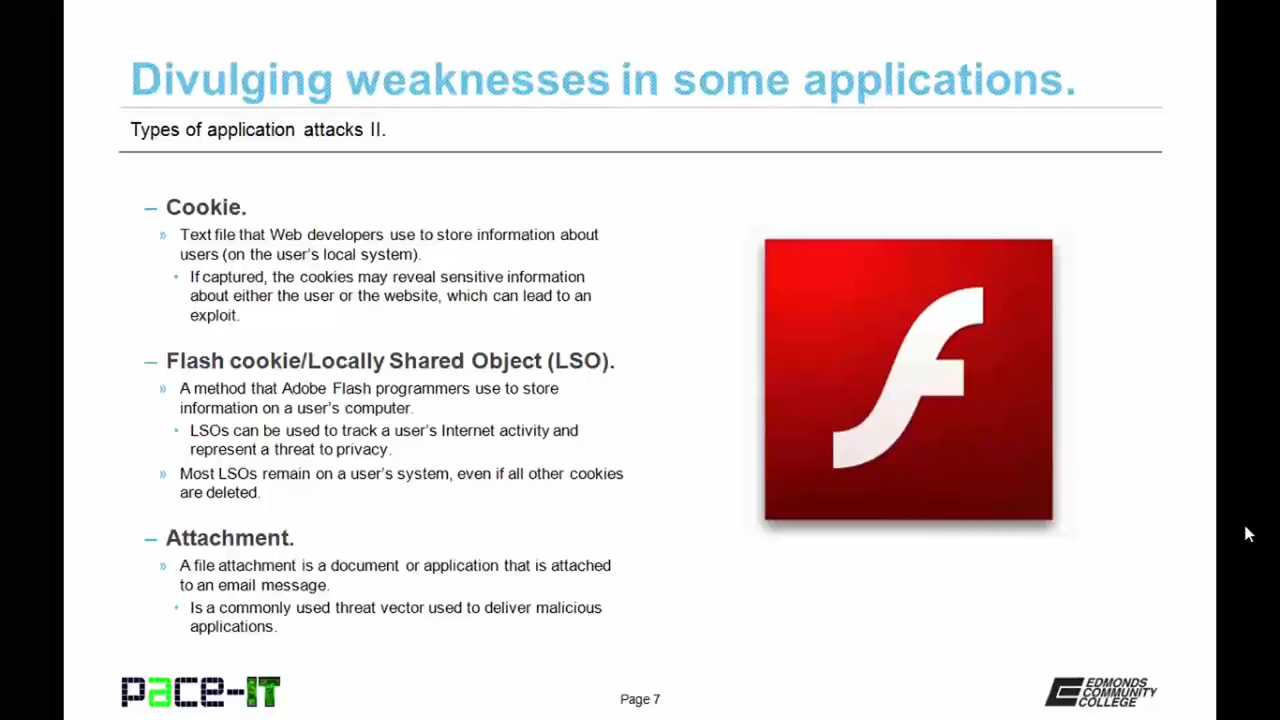 Divulging weaknesses in some applications.
Types of application attacks II.
– Cookie.
» Text file that Web developers use to store information about
users (on the user's local system).
• If captured, the cookies may reveal sensitive information
about either the user or the website, which can lead to an
exploit.
– Flash cookie/Locally Shared Object (LSO).
» A method that Adobe Flash programmers use to store
information on a user's computer.
• LSOs can be used to track a user's Internet activity and
represent a threat to privacy.
» Most LSOs remain on a user's system, even if all other cookies
are deleted.
– Attachment.
» A file attachment is a document or application that is attached
to an email message.
• Is a commonly used threat vector used to deliver malicious
applications.
pace-IT
Page 7
EDMONDS
COMMUNITY
COLLEGE